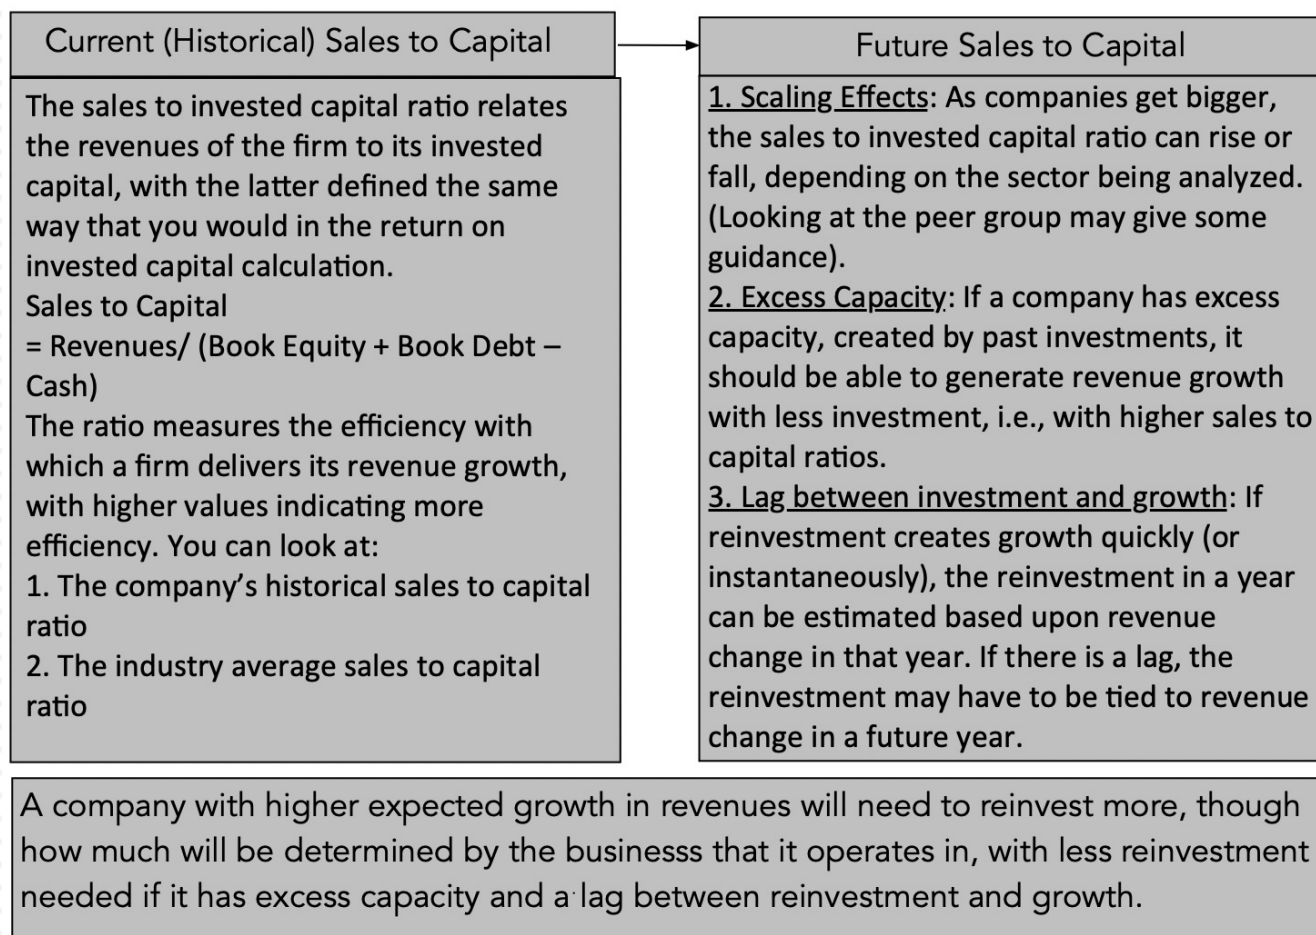 Current (Historical) Sales to Capital
The sales to invested capital ratio relates
the revenues of the firm to its invested
capital, with the latter defined the same
way that you would in the return on
invested capital calculation.
Sales to Capital
= Revenues/ (Book Equity + Book Debt –
Cash)
The ratio measures the efficiency with
which a firm delivers its revenue growth,
with higher values indicating more
efficiency. You can look at:
1. The company’s historical sales to capital
ratio
2. The industry average sales to capital
ratio
Future Sales to Capital
1. Scaling Effects: As companies get bigger,
the sales to invested capital ratio can rise or
fall, depending on the sector being analyzed.
(Looking at the peer group may give some
guidance).
2. Excess Capacity: If a company has excess
capacity, created by past investments, it
should be able to generate revenue growth
with less investment, i.e., with higher sales to
capital ratios.
3. Lag between investment and growth: If
reinvestment creates growth quickly (or
instantaneously), the reinvestment in a year
can be estimated based upon revenue
change in that year. If there is a lag, the
reinvestment may have to be tied to revenue
change in a future year.
A company with higher expected growth in revenues will need to reinvest more, though
how much will be determined by the businesss that it operates in, with less reinvestment
needed if it has excess capacity and a lag between reinvestment and growth.